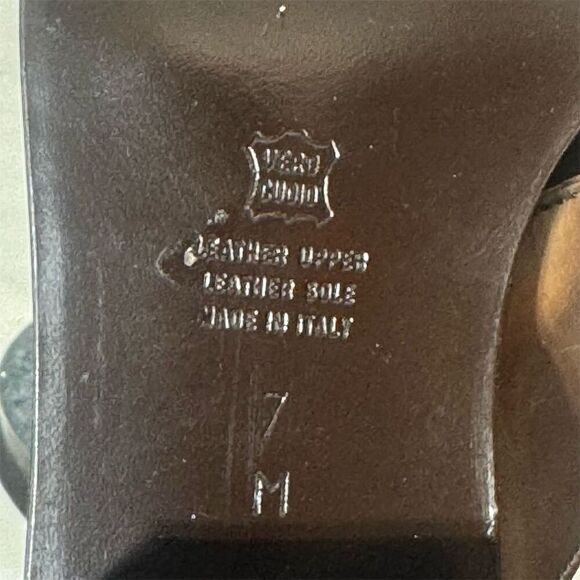 VERO
CUOIO
LEATHER UPPER
LEATHER SOLE
MADE IN ITALY
7
M